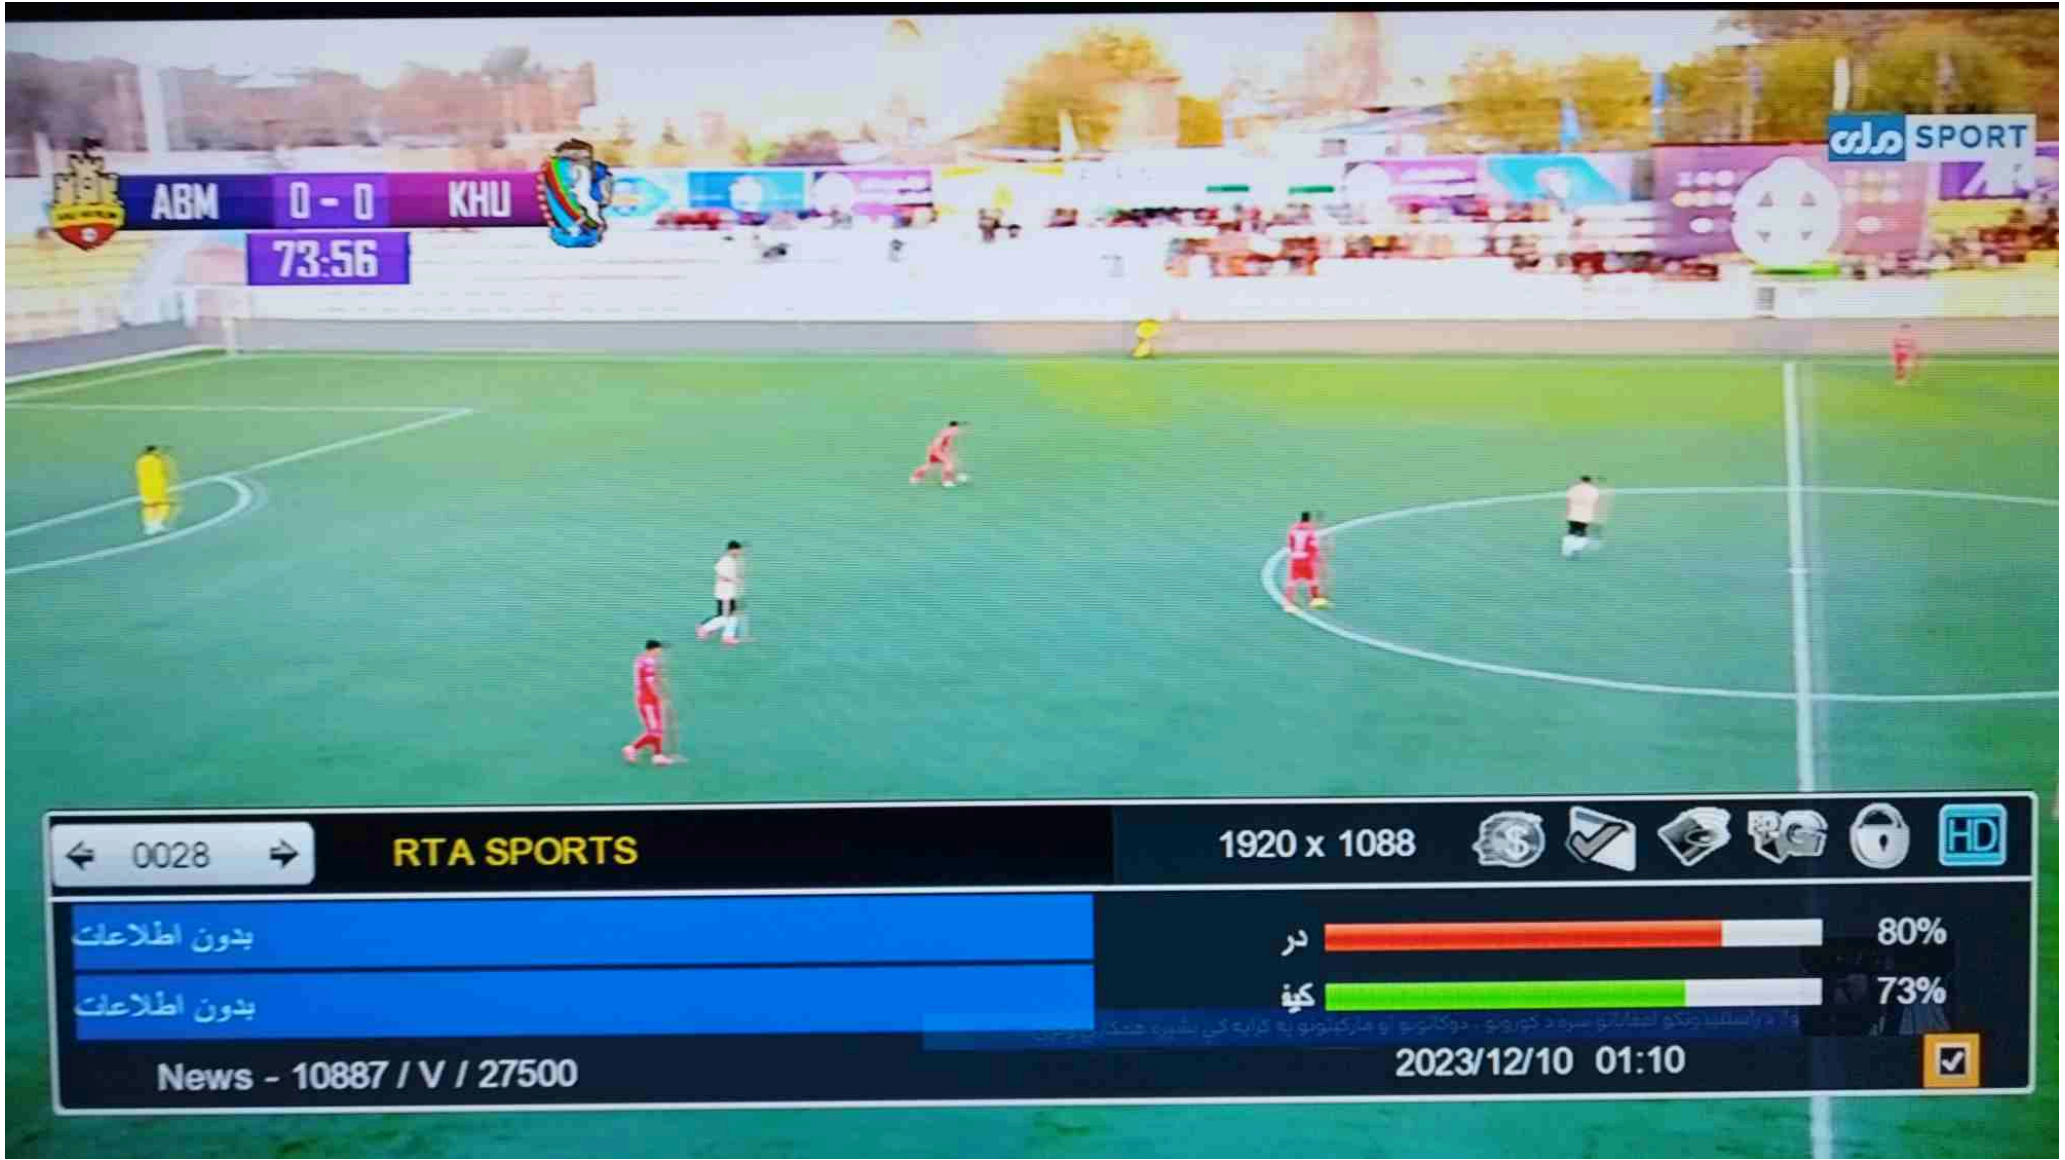 ملی SPORT
ABM 0 - 0 KHU
73:56
0028
RTA SPORTS
1920 x 1088
HD
بدون اطلاعات
در 80%
بدون اطلاعات
کیف 73%
News - 10887 / V / 27500
2023/12/10 01:10